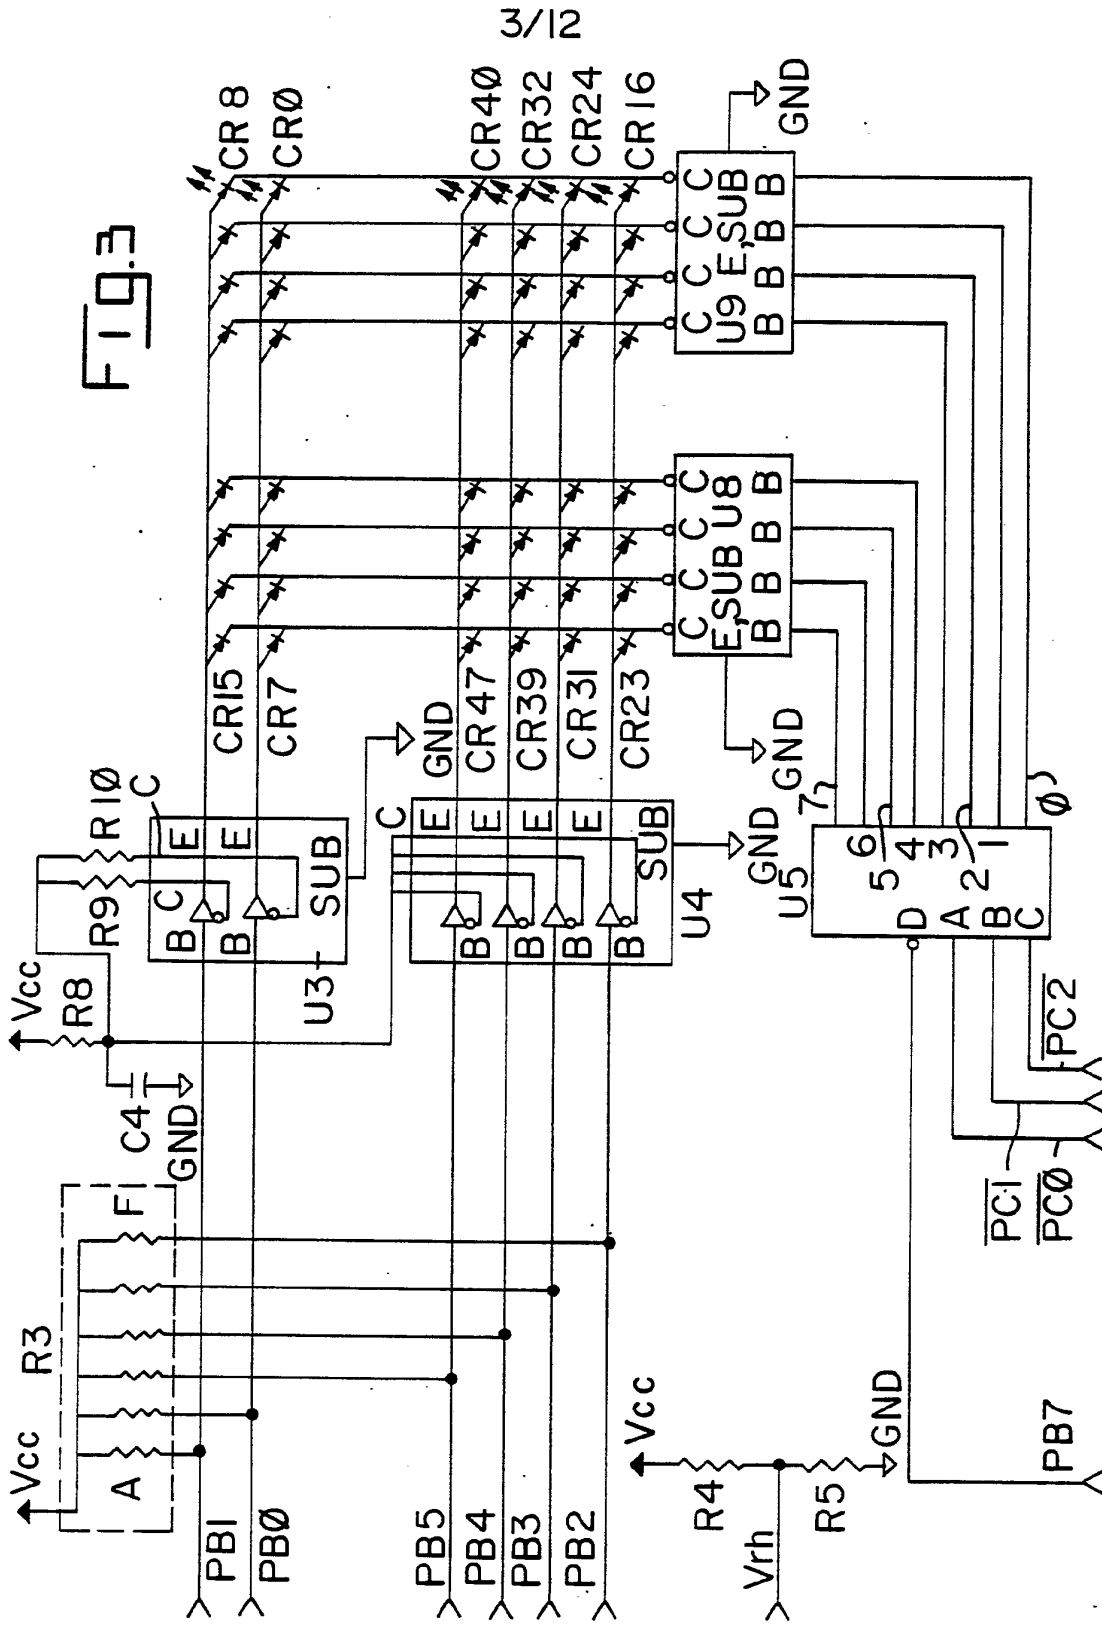 3/12
Fig. 3
Vcc
R3
A
F
PB1
PB0
PB5
PB4
PB3
PB2
Vcc
R8
C4
GND
R9
R10
C
B
C
E
B
E
SUB
U3
GND
CR15
CR7
CR8
CRØ
C
E
E
E
E
B
B
B
B
SUB
U4
GND
CR47
CR39
CR31
CR23
CR40
CR32
CR24
CR16
C
C
C
C
E,SUB
U8
B
B
B
B
GND
C
C
C
C
U9
E,SUB
B
B
B
B
GND
U5
D
A
B
C
7
6
5
4
3
2
1
Ø
Vcc
R4
Vrh
R5
GND
PB7
PCØ
PC1
PC2